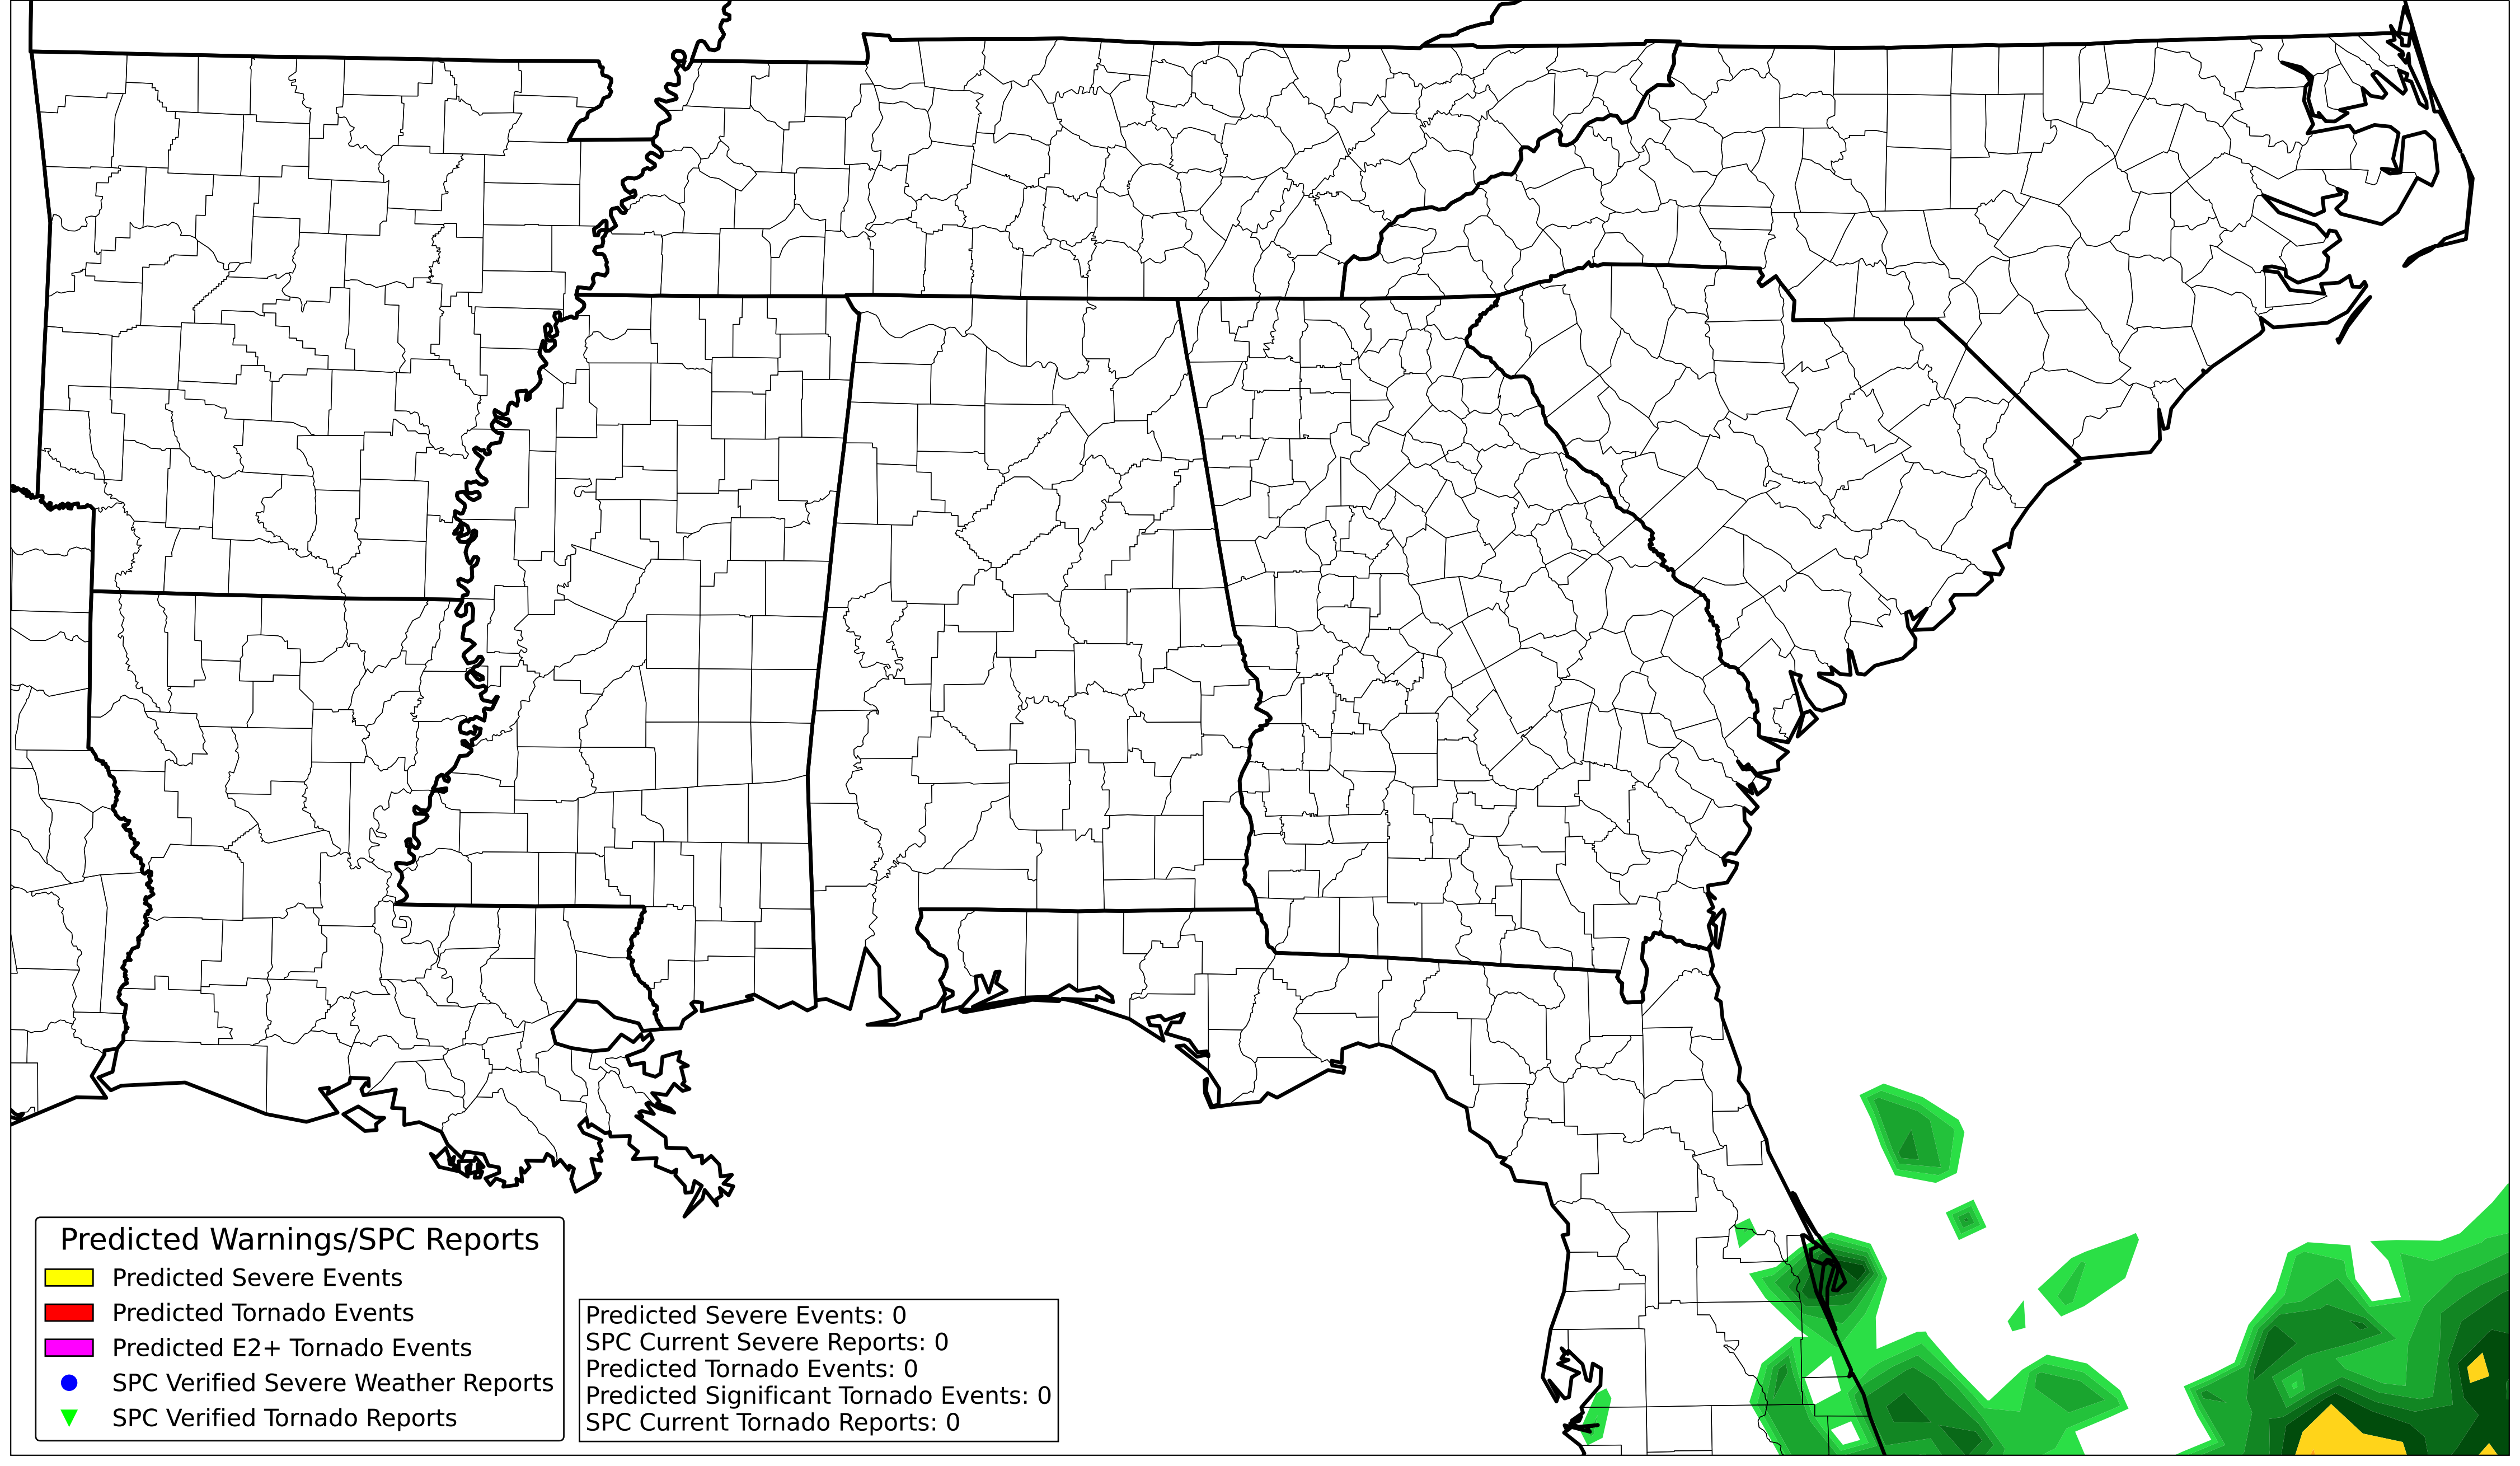 Predicted Warnings/SPC Reports
Predicted Severe Events
Predicted Tornado Events
Predicted E2+ Tornado Events
SPC Verified Severe Weather Reports
SPC Verified Tornado Reports
Predicted Severe Events: 0
SPC Current Severe Reports: 0
Predicted Tornado Events: 0
Predicted Significant Tornado Events: 0
SPC Current Tornado Reports: 0